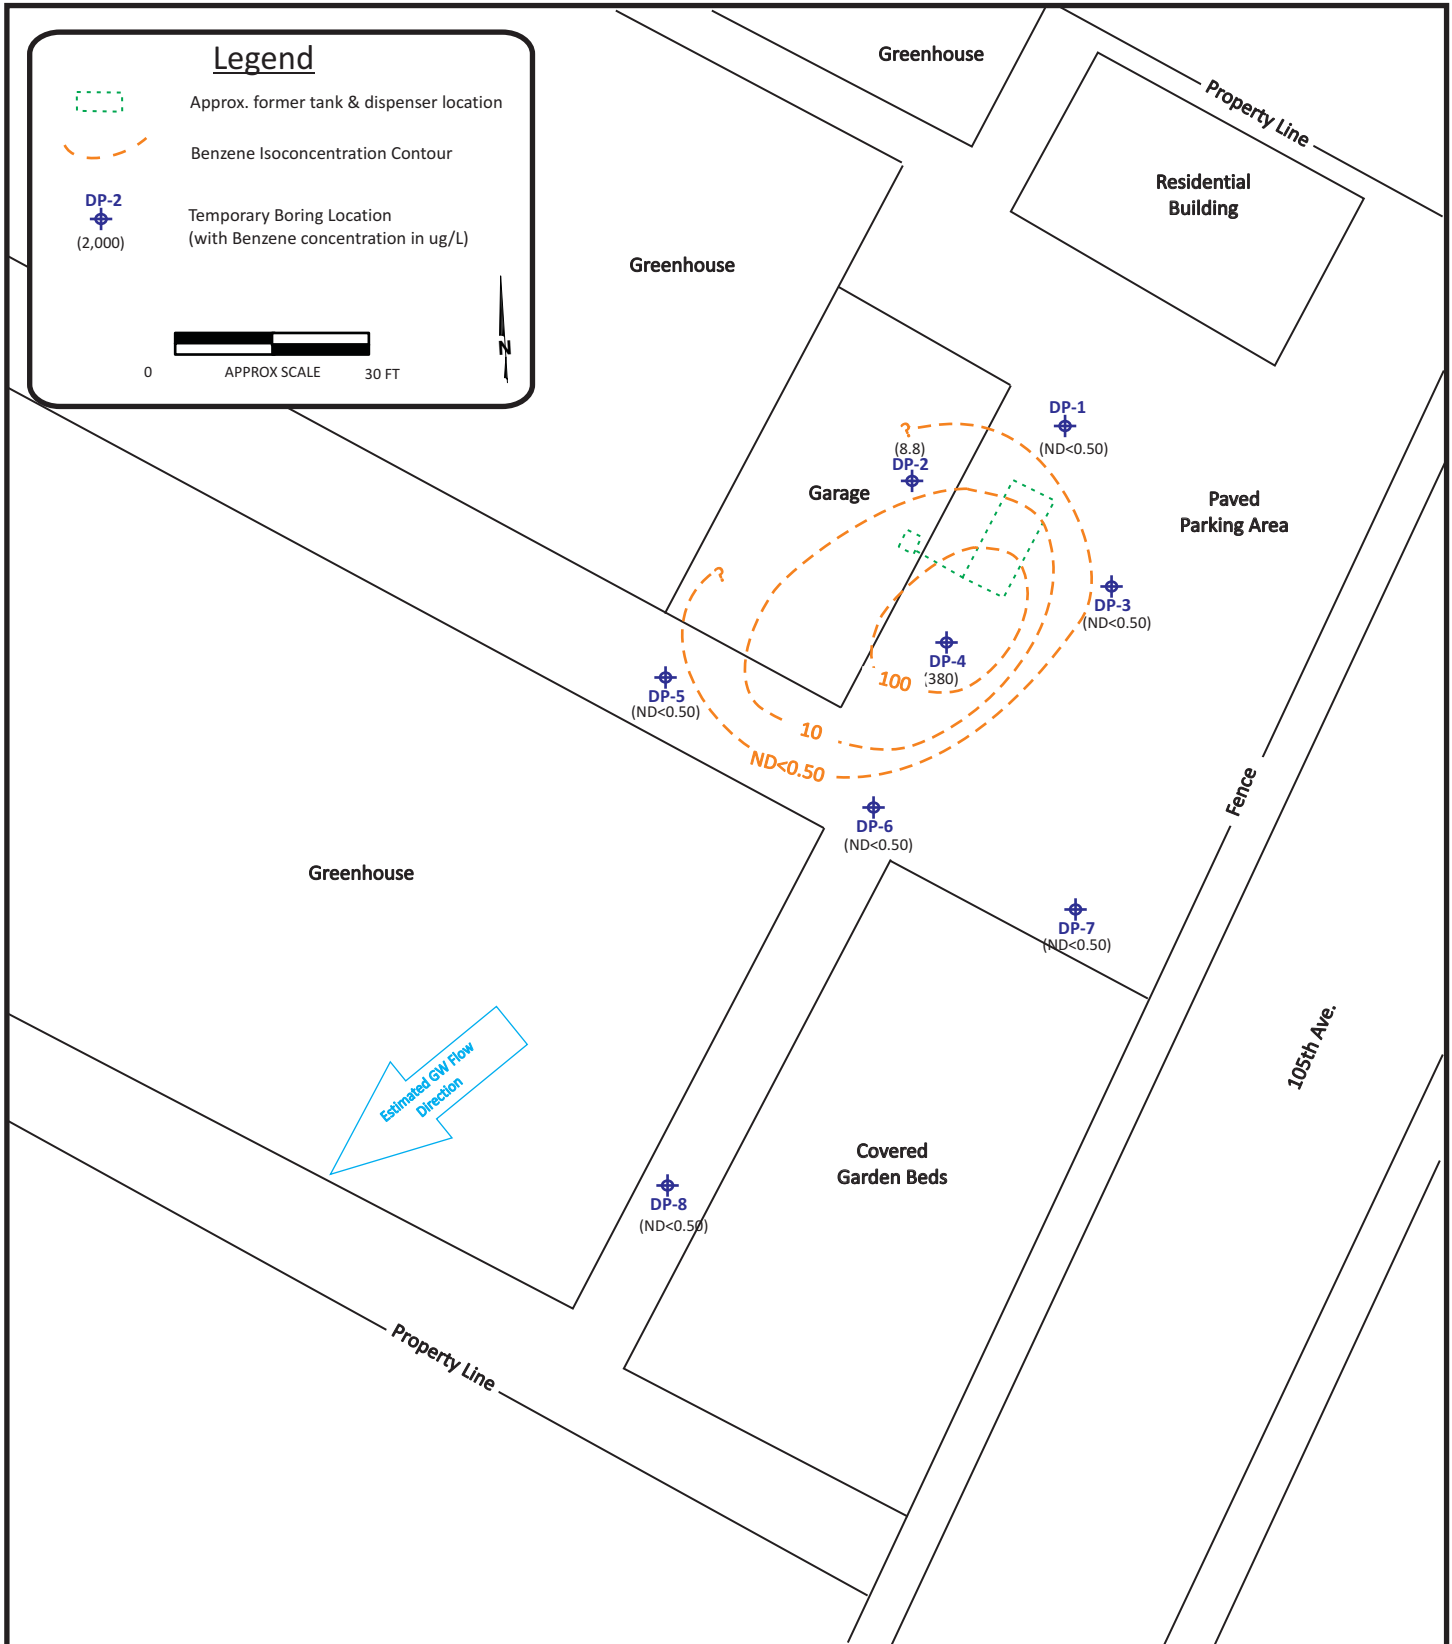 Legend
Approx. former tank & dispenser location
Benzene Isoconcentration Contour
DP-2
(2,000)
Temporary Boring Location
(with Benzene concentration in ug/L)
N
0
APPROX SCALE
30 FT
Greenhouse
Property Line
Residential
Building
Greenhouse
DP-1
(ND<0.50)
?
(8.8)
DP-2
Garage
Paved
Parking Area
?
DP-3
(ND<0.50)
DP-4
(380)
100
DP-5
(ND<0.50)
10
ND<0.50
Fence
DP-6
(ND<0.50)
Greenhouse
DP-7
(ND<0.50)
Estimated GW Flow
Direction
105th Ave.
Covered
Garden Beds
DP-8
(ND<0.50)
Property Line